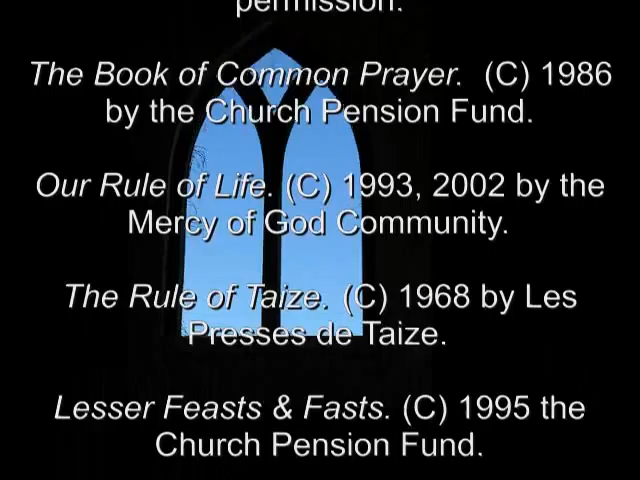 permission.
The Book of Common Prayer. (C) 1986
by the Church Pension Fund.
Our Rule of Life. (C) 1993, 2002 by the
Mercy of God Community.
The Rule of Taize. (C) 1968 by Les
Presses de Taize.
Lesser Feasts & Fasts. (C) 1995 the
Church Pension Fund.